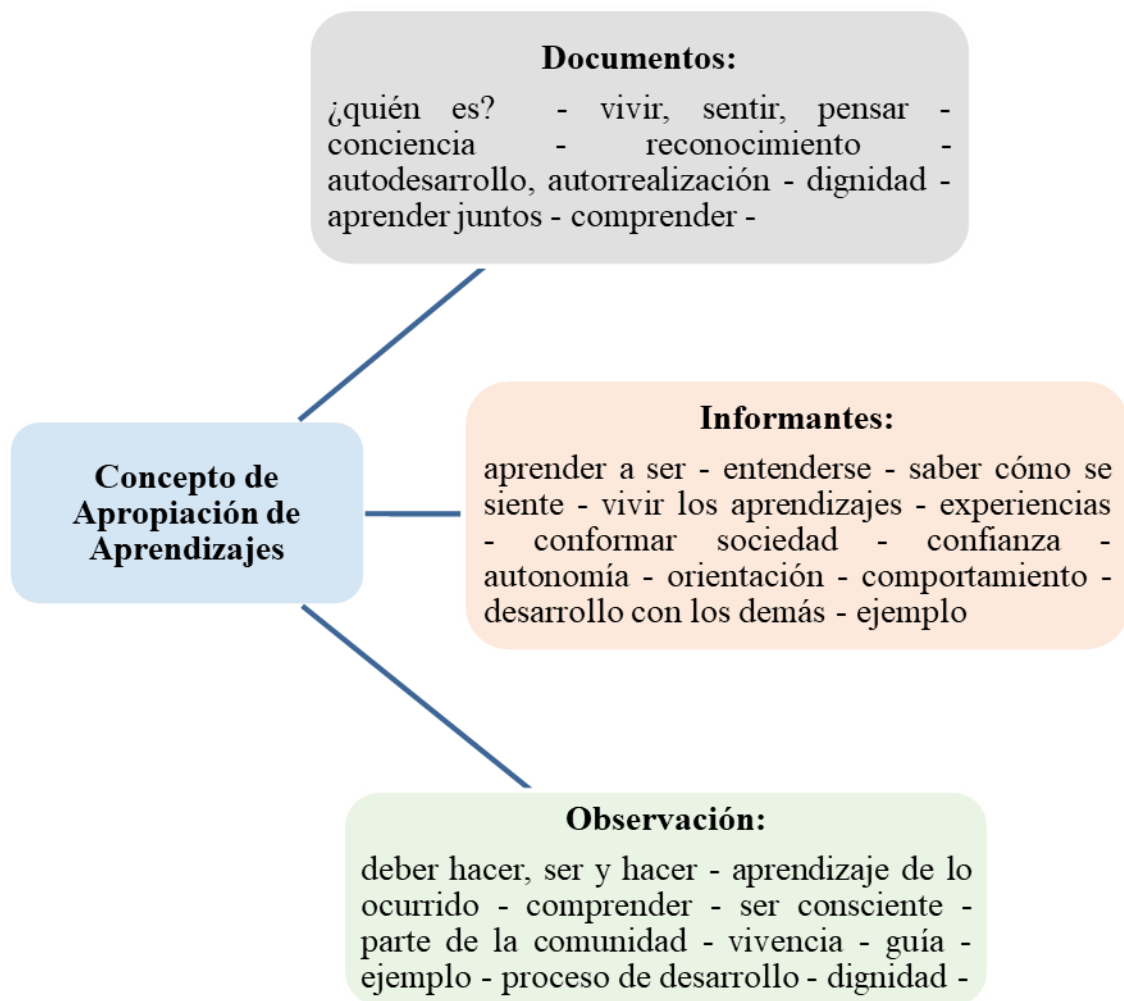 Documentos:
¿quién es? - vivir, sentir, pensar -
conciencia - reconocimiento -
autodesarrollo, autorrealización - dignidad -
aprender juntos - comprender -
Concepto de
Apropiación de
Aprendizajes
Informantes:
aprender a ser - entenderse - saber cómo se
siente - vivir los aprendizajes - experiencias
- conformar sociedad - confianza -
autonomía - orientación - comportamiento -
desarrollo con los demás - ejemplo
Observación:
deber hacer, ser y hacer - aprendizaje de lo
ocurrido - comprender - ser consciente -
parte de la comunidad - vivencia - guía -
ejemplo - proceso de desarrollo - dignidad -